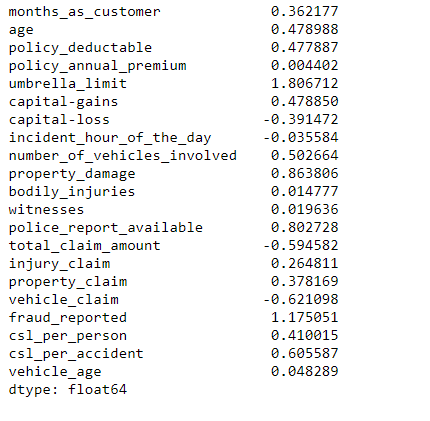 months_as_customer 0.362177
age 0.478988
policy_deductable 0.477887
policy_annual_premium 0.004402
umbrella_limit 1.806712
capital-gains 0.478850
capital-loss -0.391472
incident_hour_of_the_day -0.035584
number_of_vehicles_involved 0.502664
property_damage 0.863806
bodily_injuries 0.014777
witnesses 0.019636
police_report_available 0.802728
total_claim_amount -0.594582
injury_claim 0.264811
property_claim 0.378169
vehicle_claim -0.621098
fraud_reported 1.175051
csl_per_person 0.410015
csl_per_accident 0.605587
vehicle_age 0.048289
dtype: float64